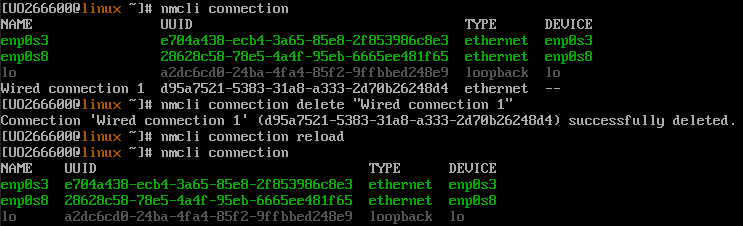 [UO266600@linux ~]# nmcli connection
NAME                UUID                                  TYPE      DEVICE
enp0s3              e704a438-ecb4-3a65-85e8-2f853986c8e3  ethernet  enp0s3
enp0s8              28628c58-78e5-4a4f-95eb-6665ee481f65  ethernet  enp0s8
lo                  a2dc6cd0-24ba-4fa4-85f2-9ffbbed248e9  loopback  lo
Wired connection 1  d95a7521-5383-31a8-a333-2d70b26248d4  ethernet  --
[UO266600@linux ~]# nmcli connection delete "Wired connection 1"
Connection 'Wired connection 1' (d95a7521-5383-31a8-a333-2d70b26248d4) successfully deleted.
[UO266600@linux ~]# nmcli connection reload
[UO266600@linux ~]# nmcli connection
NAME    UUID                                  TYPE      DEVICE
enp0s3  e704a438-ecb4-3a65-85e8-2f853986c8e3  ethernet  enp0s3
enp0s8  28628c58-78e5-4a4f-95eb-6665ee481f65  ethernet  enp0s8
lo      a2dc6cd0-24ba-4fa4-85f2-9ffbbed248e9  loopback  lo